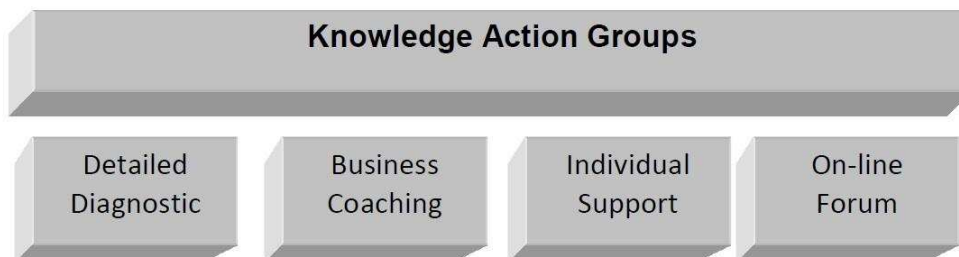 Knowledge Action Groups
Detailed
Diagnostic
Business
Coaching
Individual
Support
On-line
Forum